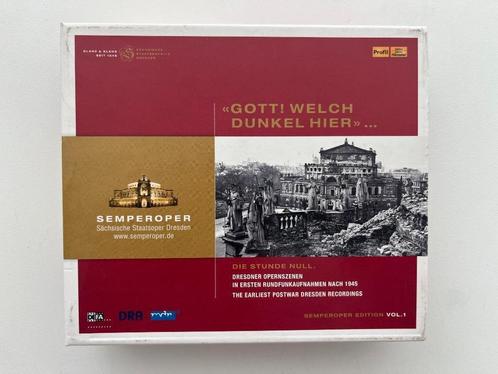 GLANZ & KLANG
SEIT 1548
SÄCHSISCHE
STAATSKAPELLE
DRESDEN
Profil
«GOTT! WELCH
DUNKEL HIER» ...
SEMPEROPER
Sächsische Staatsoper Dresden
www.semperoper.de
DIE STUNDE NULL.
DRESDNER OPERNSZENEN
IN ERSTEN RUNDFUNKAUFNAHMEN NACH 1945
THE EARLIEST POSTWAR DRESDEN RECORDINGS
DRA
mdr
SEMPEROPER EDITION VOL.1